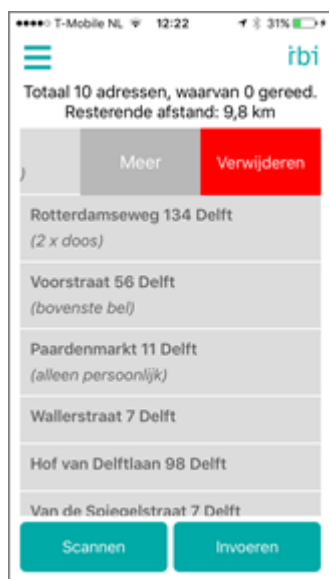 T-Mobile NL 12:22 31%
rbi
Totaal 10 adressen, waarvan 0 gereed.
Resterende afstand: 9,8 km
) Meer Verwijderen
Rotterdamseweg 134 Delft
(2 x doos)
Voorstraat 56 Delft
(bovenste bel)
Paardenmarkt 11 Delft
(alleen persoonlijk)
Wallerstraat 7 Delft
Hof van Delftlaan 98 Delft
Van de Spiegelstraat 7 Delft
Scannen Invoeren